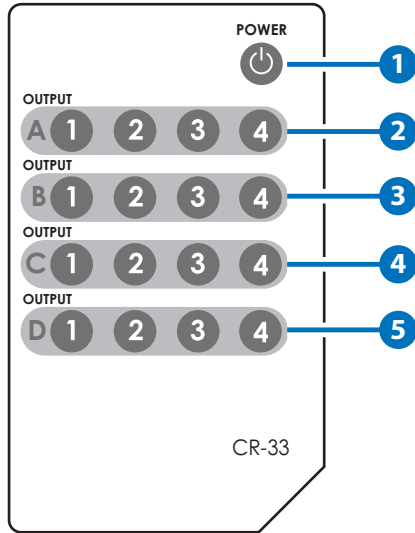 POWER
1
OUTPUT
A 1 2 3 4 2
OUTPUT
B 1 2 3 4 3
OUTPUT
C 1 2 3 4 4
OUTPUT
D 1 2 3 4 5
CR-33